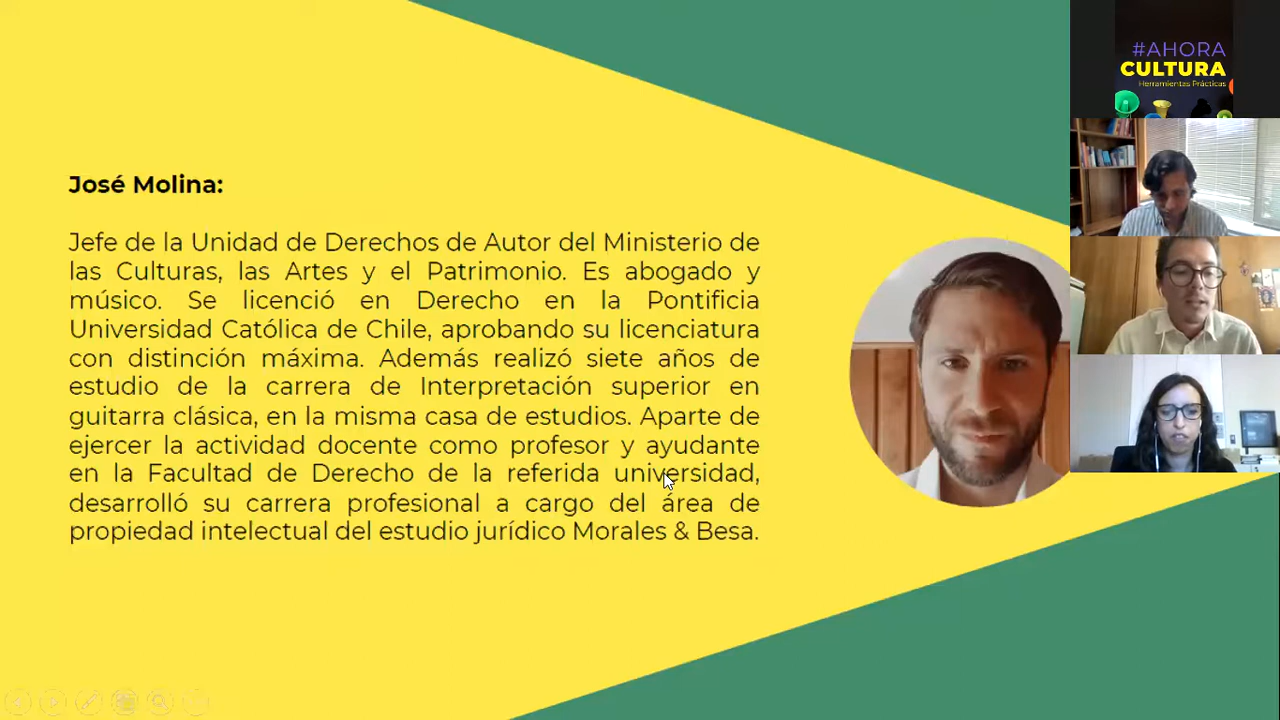 José Molina:
Jefe de la Unidad de Derechos de Autor del Ministerio de
las Culturas, las Artes y el Patrimonio. Es abogado y
músico. Se licenció en Derecho en la Pontificia
Universidad Católica de Chile, aprobando su licenciatura
con distinción máxima. Además realizó siete años de
estudio de la carrera de Interpretación superior en
guitarra clásica, en la misma casa de estudios. Aparte de
ejercer la actividad docente como profesor y ayudante
en la Facultad de Derecho de la referida universidad,
desarrolló su carrera profesional a cargo del área de
propiedad intelectual del estudio jurídico Morales & Besa.
#AHORA
CULTURA
Herramientas Prácticas